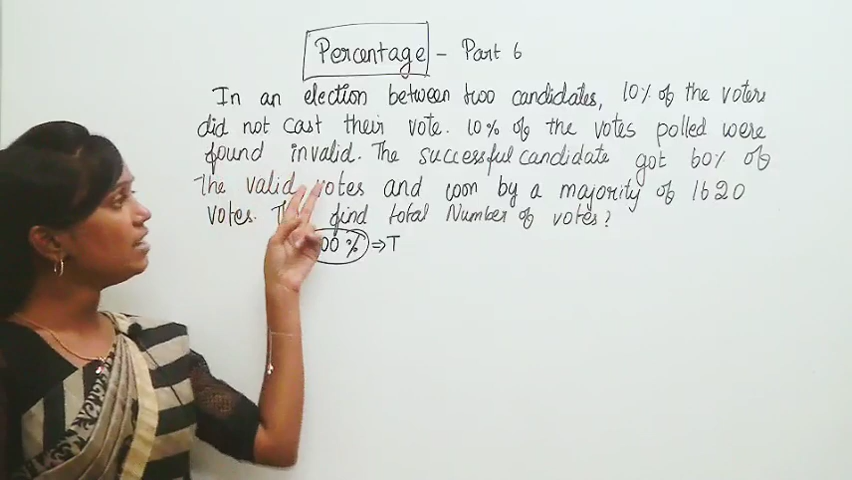 Percentage - Part 6
In an election between two candidates, 10% of the voters
did not cast their vote. 10% of the votes polled were
found invalid. The successful candidate got 60% of
the valid votes and won by a majority of 1620
votes. find total Number of votes?
00 % ⇒ T